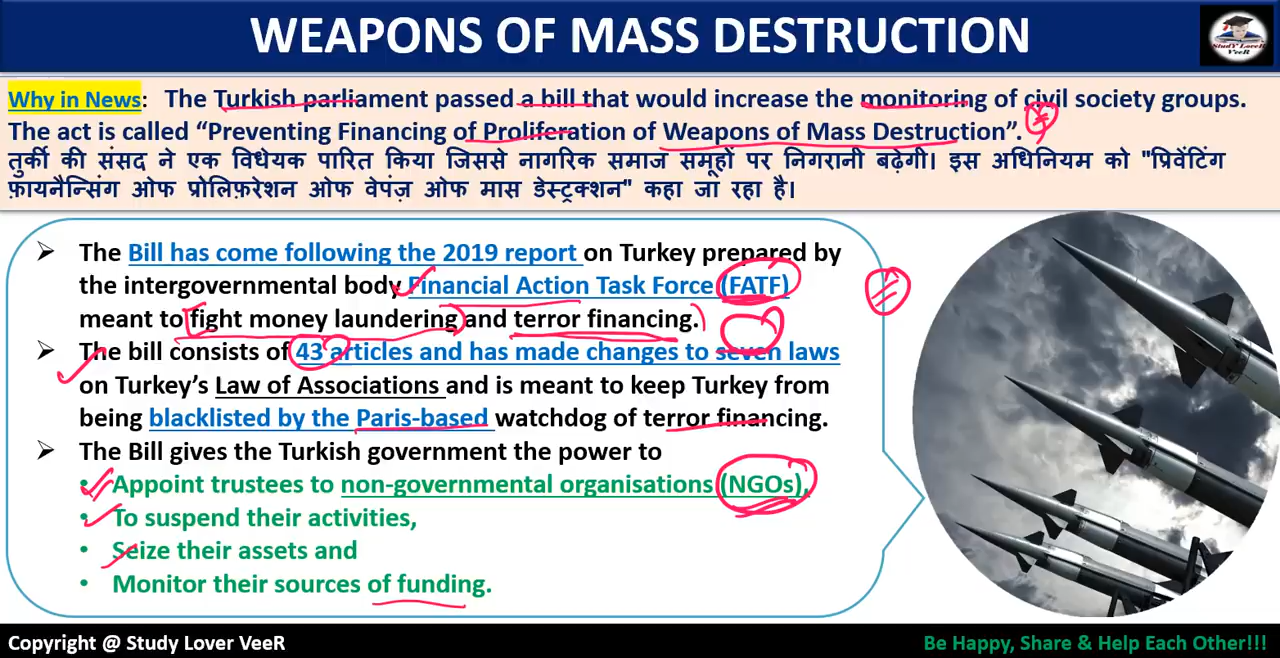 WEAPONS OF MASS DESTRUCTION
StudY LoveR
VeeR
Why in News: The Turkish parliament passed a bill that would increase the monitoring of civil society groups.
The act is called “Preventing Financing of Proliferation of Weapons of Mass Destruction”.
तुर्की की संसद ने एक विधेयक पारित किया जिससे नागरिक समाज समूहों पर निगरानी बढ़ेगी। इस अधिनियम को "प्रिवेंटिंग
फ़ायनैन्सिंग ओफ प्रोलिफ़रेशन ओफ वेपंज़ ओफ मास डेस्ट्रक्शन" कहा जा रहा है।
➤ The Bill has come following the 2019 report on Turkey prepared by
the intergovernmental body Financial Action Task Force (FATF)
meant to fight money laundering and terror financing.
➤ The bill consists of 43 articles and has made changes to seven laws
on Turkey’s Law of Associations and is meant to keep Turkey from
being blacklisted by the Paris-based watchdog of terror financing.
➤ The Bill gives the Turkish government the power to
• Appoint trustees to non-governmental organisations (NGOs),
• To suspend their activities,
• Seize their assets and
• Monitor their sources of funding.
Copyright @ Study Lover VeeR
Be Happy, Share & Help Each Other!!!